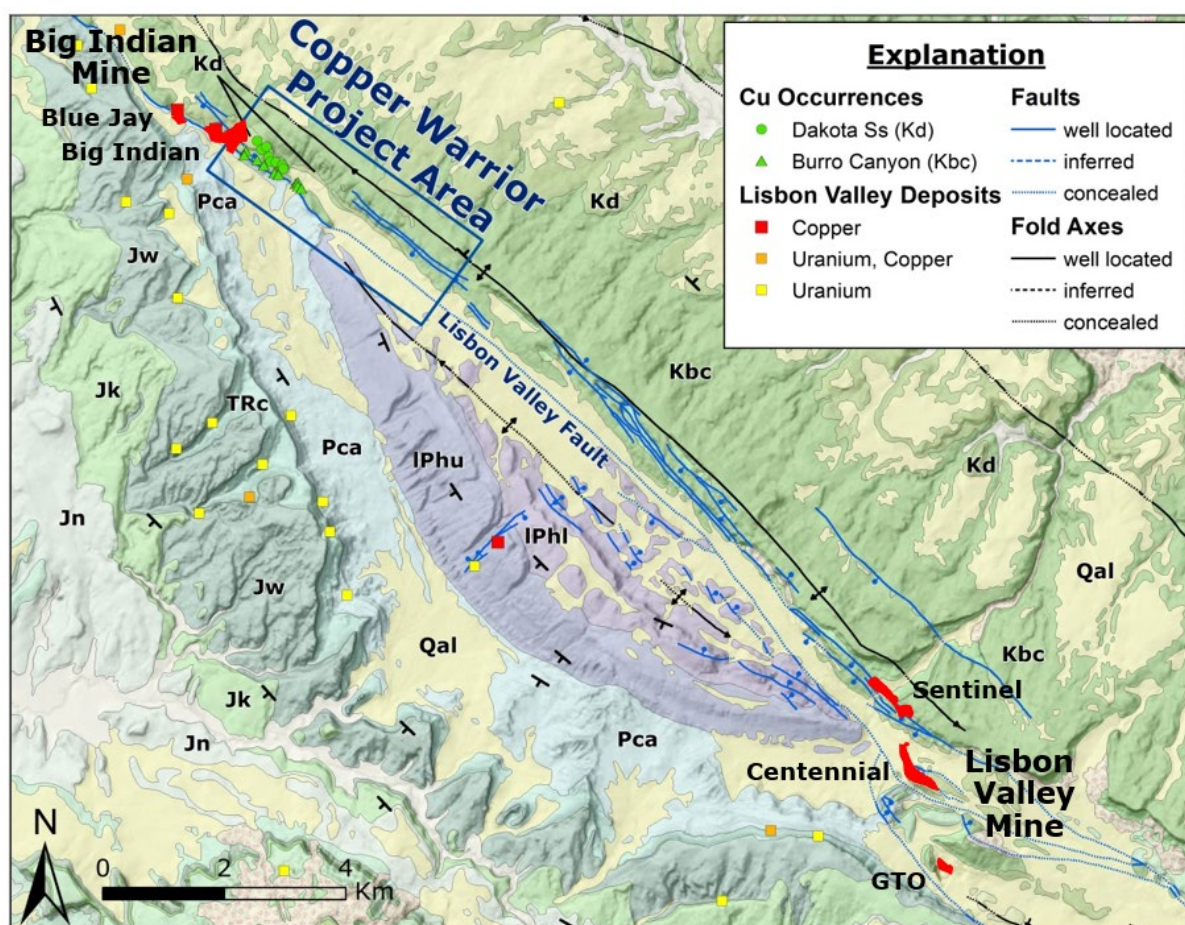 Big Indian
Mine
Kd
Blue Jay
Big Indian
Copper Warrior
Project Area
Explanation
Cu Occurrences
Dakota Ss (Kd)
Burro Canyon (Kbc)
Lisbon Valley Deposits
Copper
Uranium, Copper
Uranium
Faults
well located
inferred
concealed
Fold Axes
well located
inferred
concealed
Pca
Kd
Jw
Lisbon Valley Fault
Kbc
Jk
TRc
Pca
lPhu
Kd
Jn
lPhl
Jw
Qal
Qal
Kbc
Jk
Sentinel
Jn
Pca
Centennial
Lisbon
Valley
Mine
GTO
N
0 2 4
Km